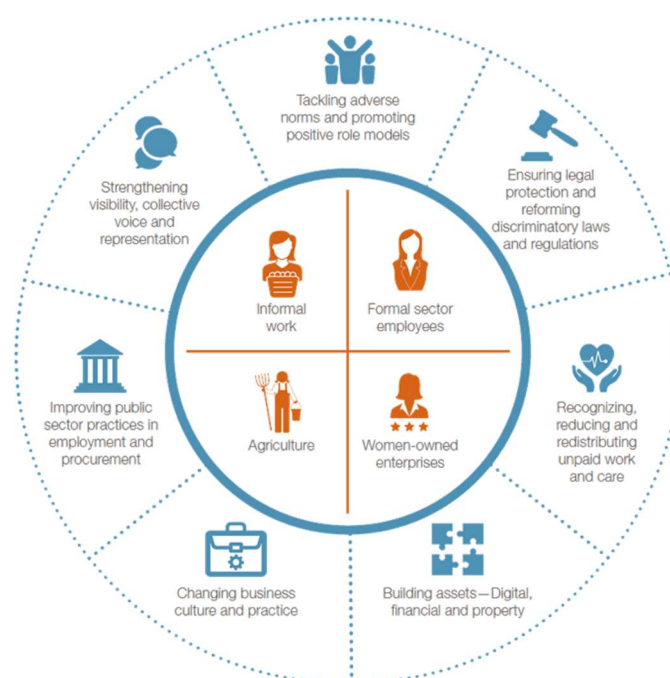 Tackling adverse
norms and promoting
positive role models
Ensuring legal
protection and
reforming
discriminatory laws
and regulations
Recognizing,
reducing and
redistributing
unpaid work
and care
Building assets—Digital,
financial and property
Changing business
culture and practice
Improving public
sector practices in
employment and
procurement
Strengthening
visibility, collective
voice and
representation
Informal
work
Formal sector
employees
Agriculture
Women-owned
enterprises